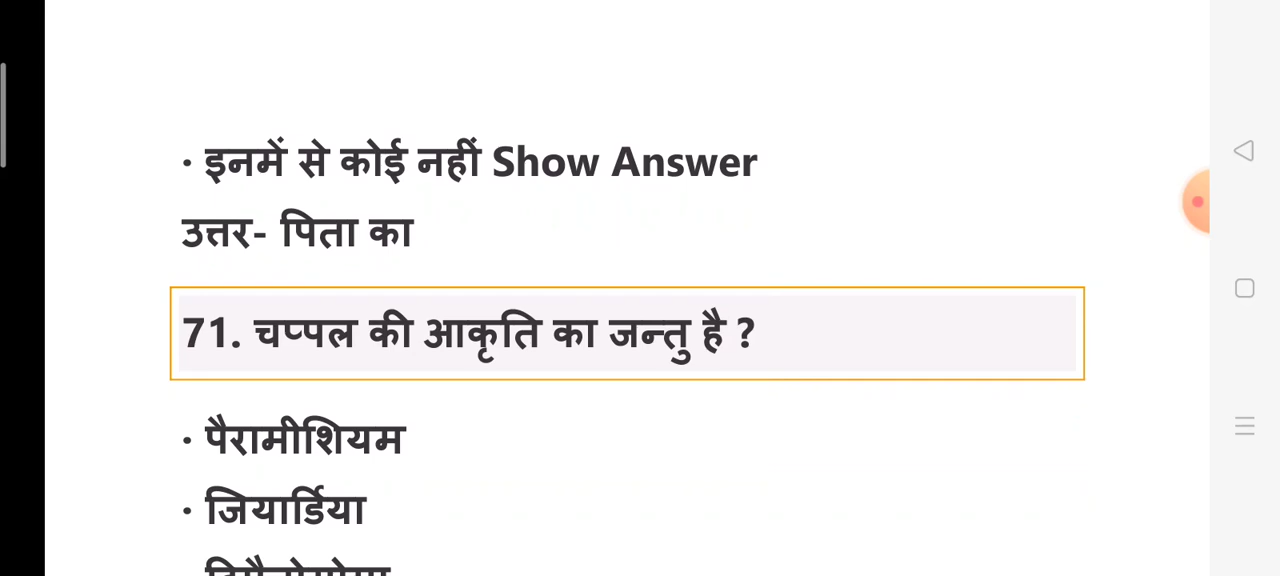 · इनमें से कोई नहीं Show Answer
उत्तर- पिता का
71. चप्पल की आकृति का जन्तु है ?
· पैरामीशियम
· जियार्डिया